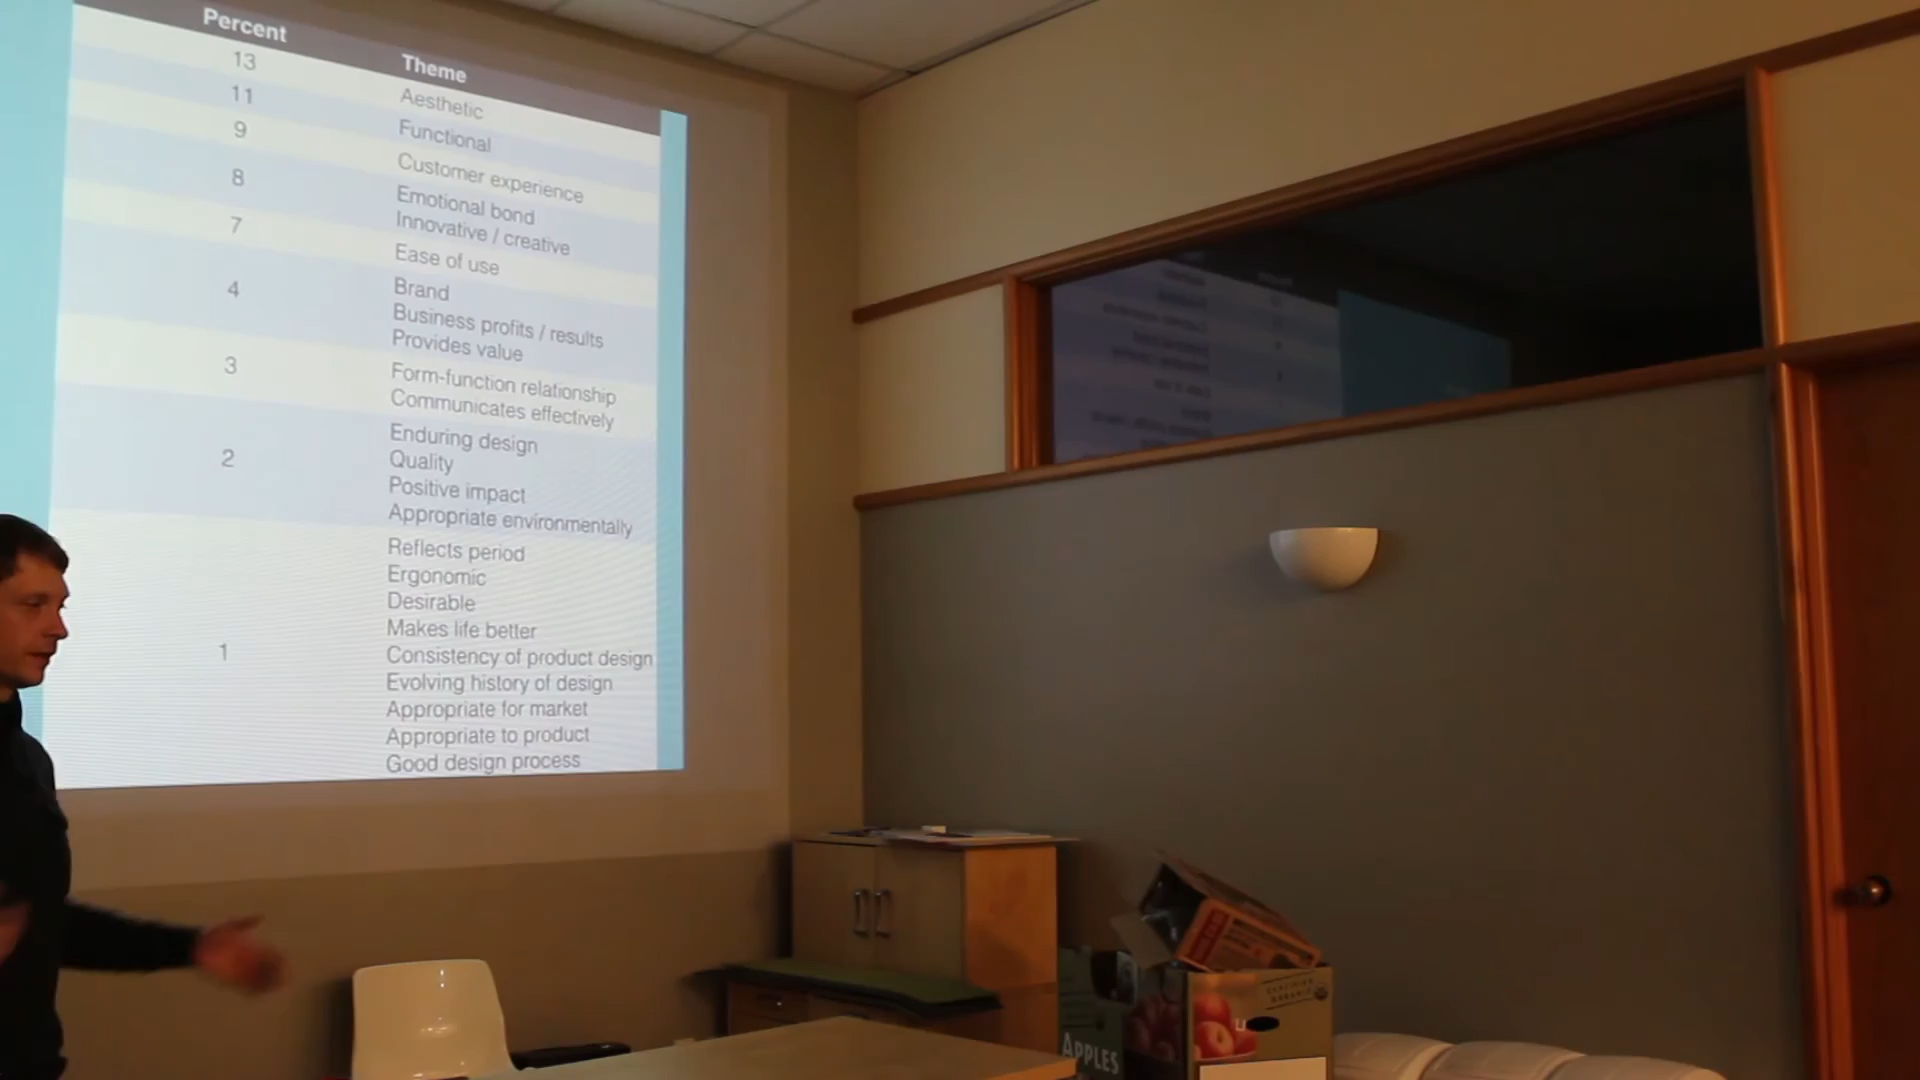 Percent Theme
13 Aesthetic
11 Functional
9 Customer experience
8 Emotional bond
Innovative / creative
7 Ease of use
4 Brand
Business profits / results
Provides value
3 Form-function relationship
Communicates effectively
2 Enduring design
Quality
Positive impact
Appropriate environmentally
1 Reflects period
Ergonomic
Desirable
Makes life better
Consistency of product design
Evolving history of design
Appropriate for market
Appropriate to product
Good design process
APPLES
CERTIFIED
ORGANIC